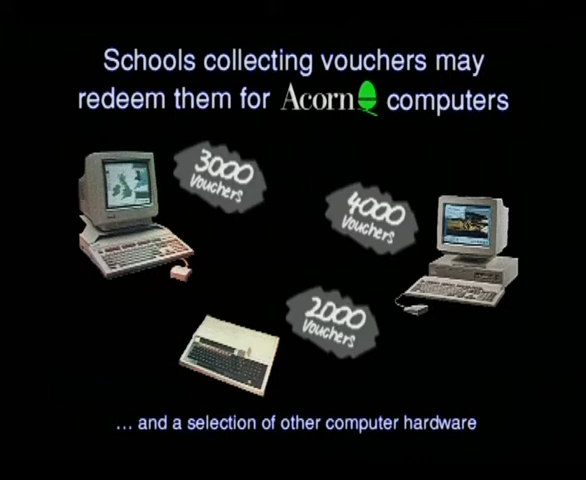 Schools collecting vouchers may
redeem them for Acorn computers
3000
Vouchers
4000
Vouchers
2000
Vouchers
... and a selection of other computer hardware